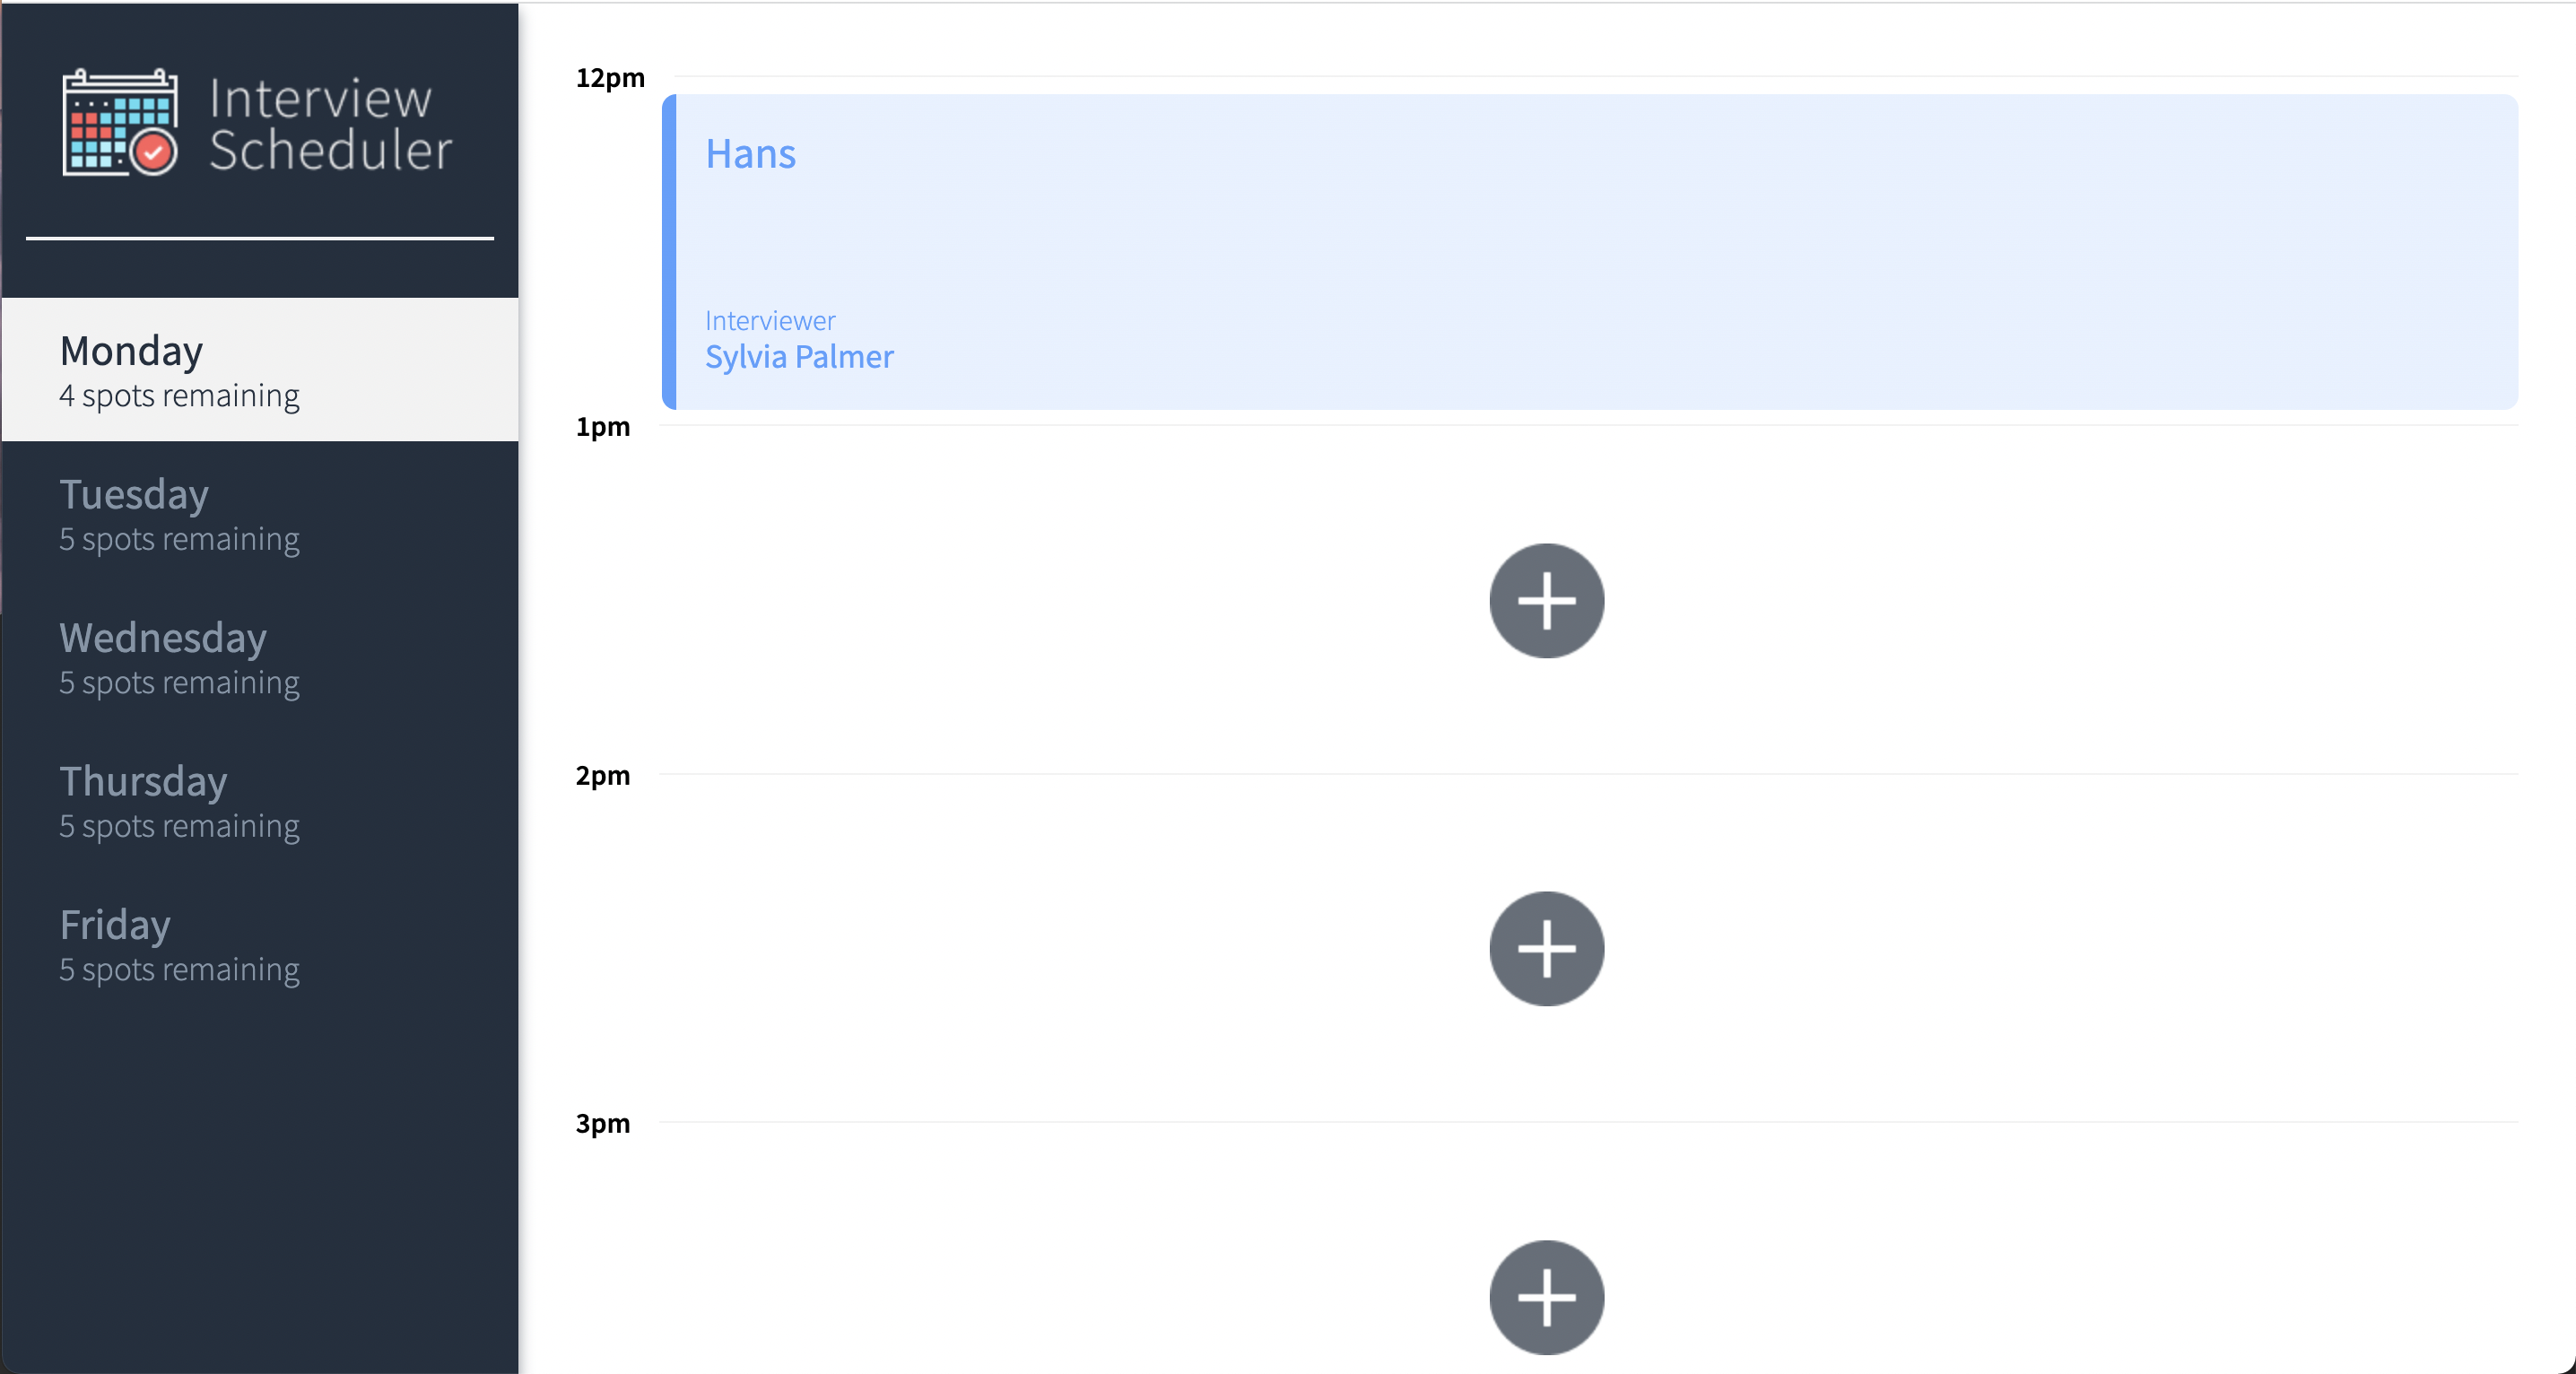 Interview
Scheduler
Monday
4 spots remaining
Tuesday
5 spots remaining
Wednesday
5 spots remaining
Thursday
5 spots remaining
Friday
5 spots remaining
12pm
Hans
Interviewer
Sylvia Palmer
1pm
2pm
3pm